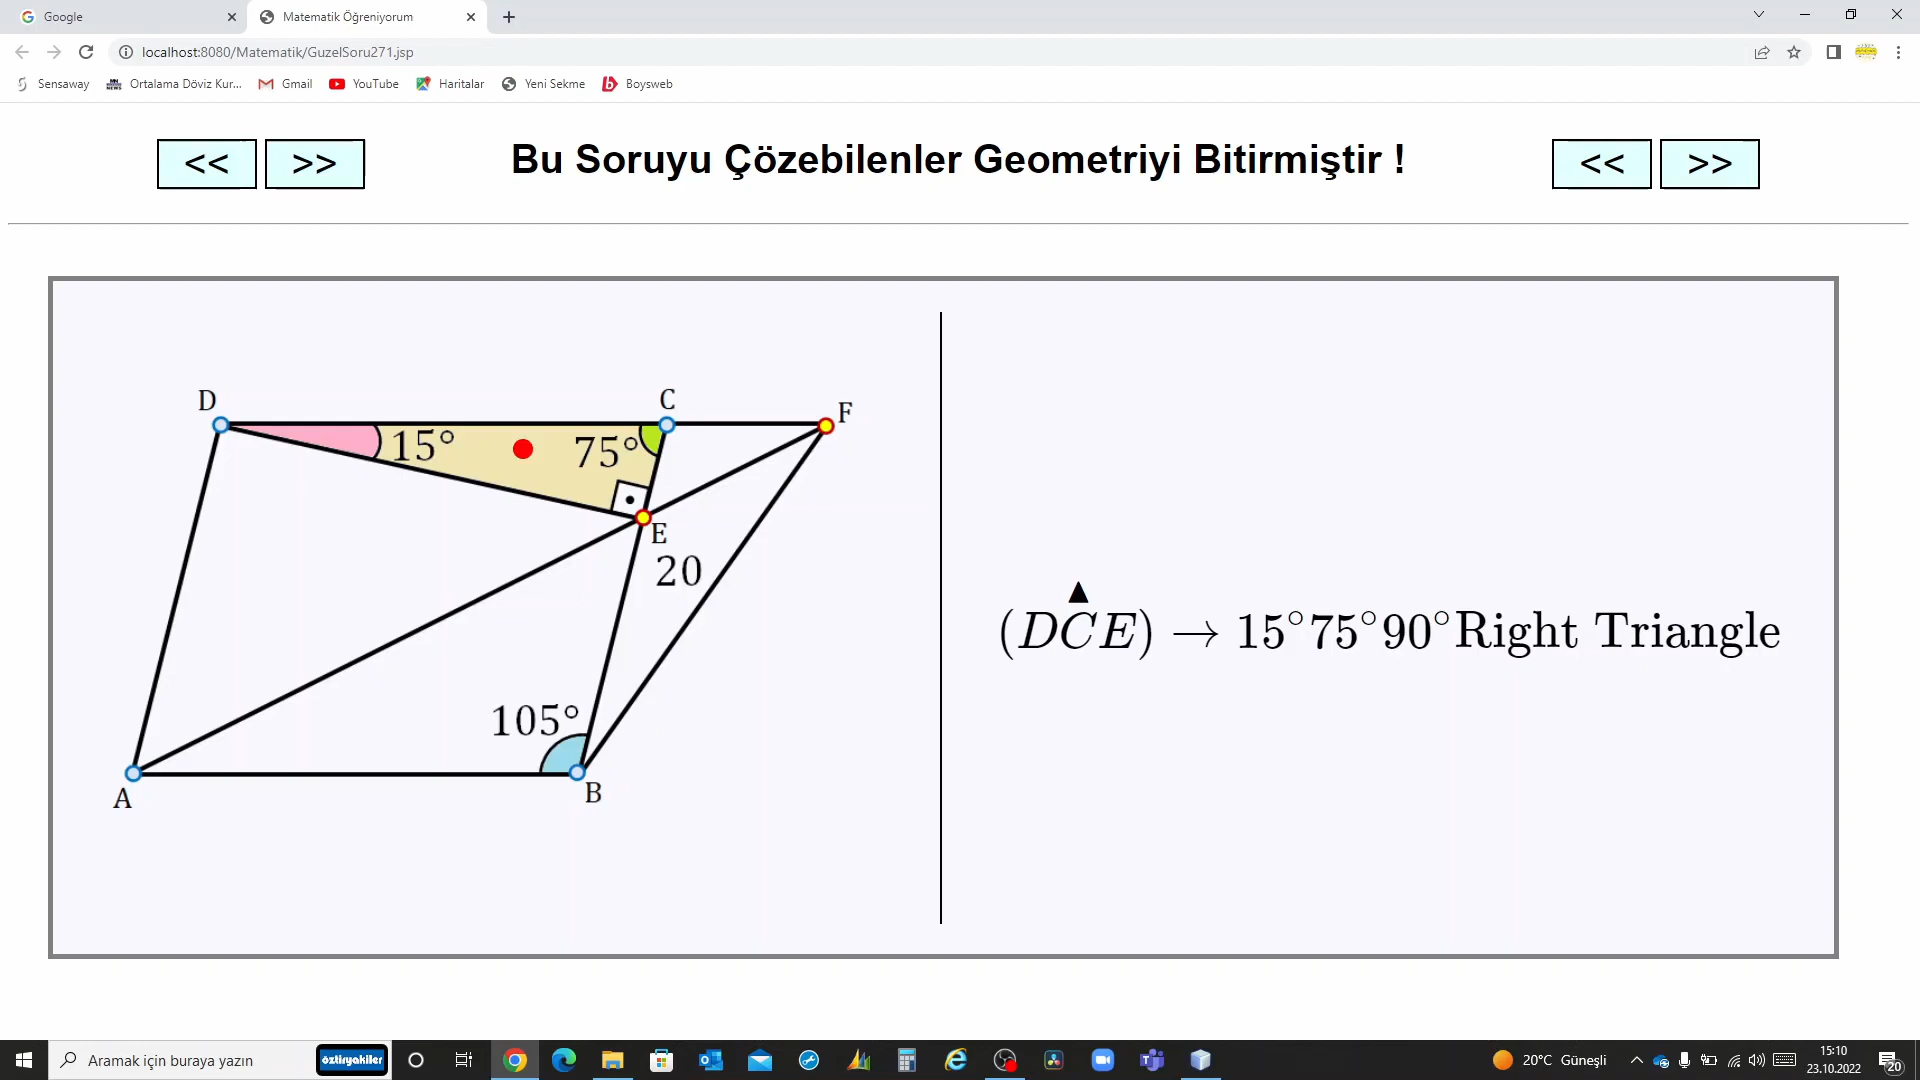 Google
Matematik Öğreniyorum
localhost:8080/Matematik/GuzelSoru271.jsp
Sensaway
Ortalama Döviz Kur...
Gmail
YouTube
Haritalar
Yeni Sekme
Boysweb
<< >>
Bu Soruyu Çözebilenler Geometriyi Bitirmiştir !
<< >>
D
C
F
15°
75°
E
20
105°
A
B
(DCE) → 15°75°90°Right Triangle
Aramak için buraya yazın
öztiryakiler
20°C Güneşli
15:10
23.10.2022
20